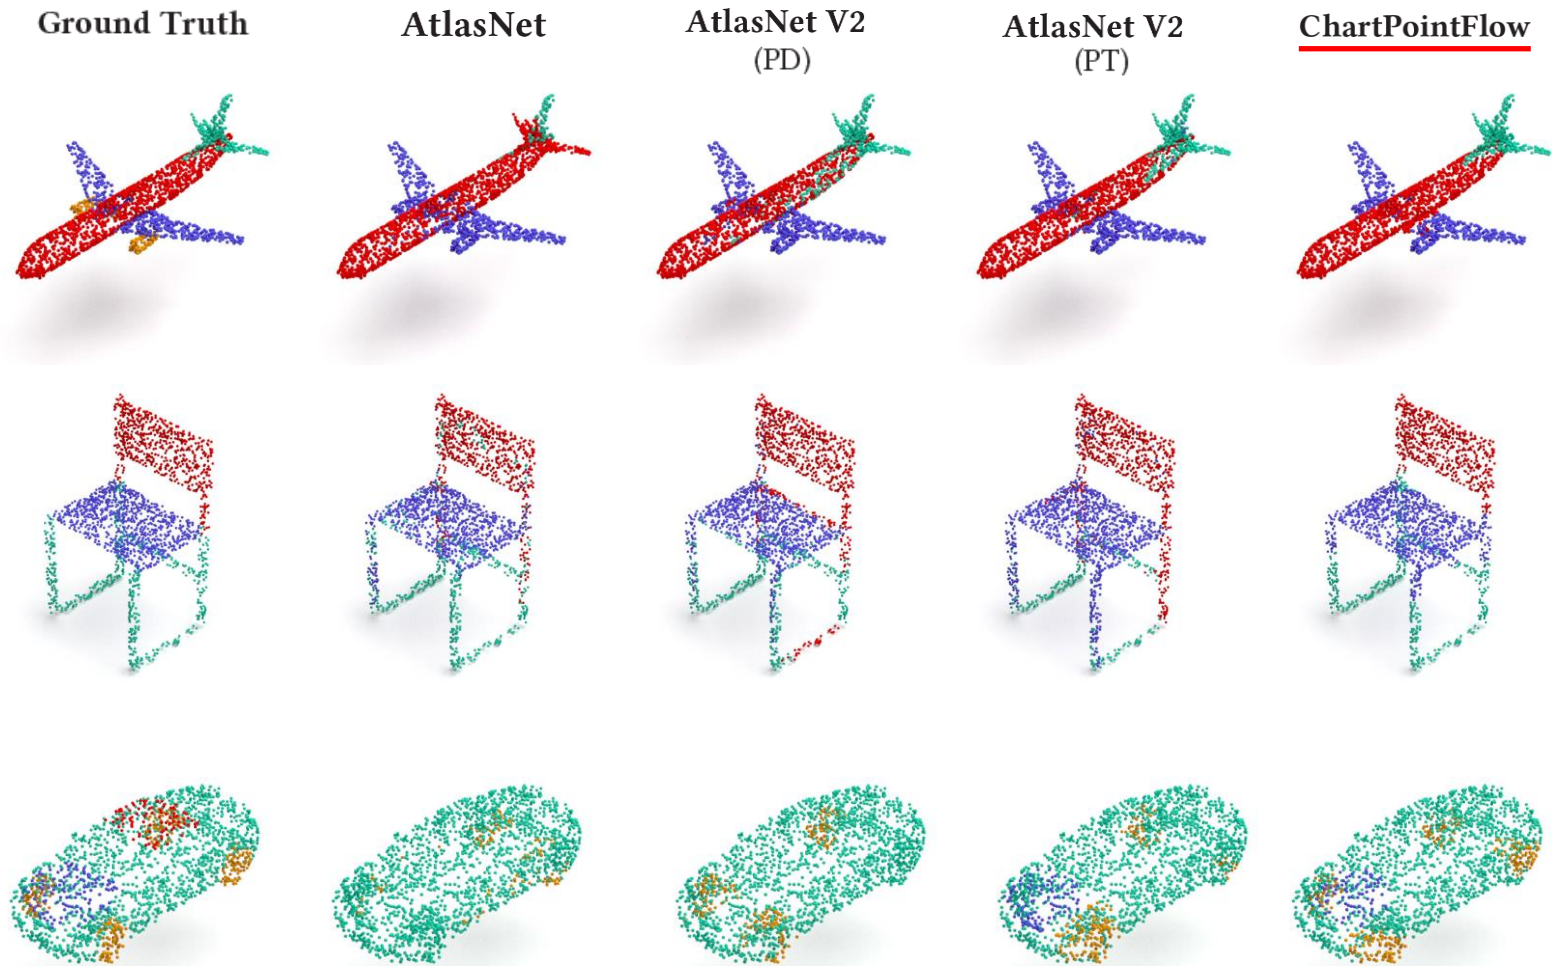 Ground Truth
AtlasNet
AtlasNet V2
(PD)
AtlasNet V2
(PT)
ChartPointFlow